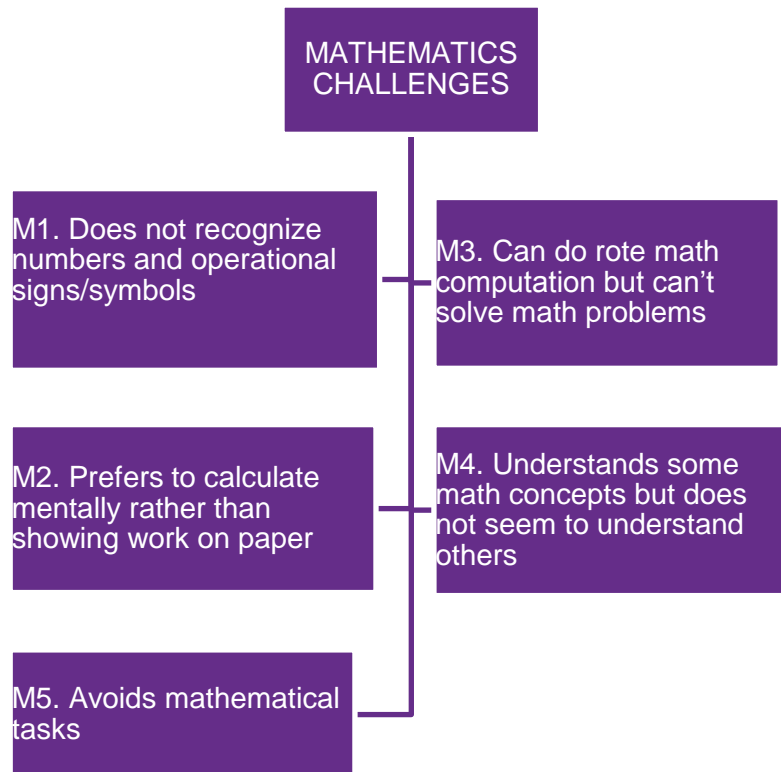 MATHEMATICS
CHALLENGES
M1. Does not recognize
numbers and operational
signs/symbols
M3. Can do rote math
computation but can’t
solve math problems
M2. Prefers to calculate
mentally rather than
showing work on paper
M4. Understands some
math concepts but does
not seem to understand
others
M5. Avoids mathematical
tasks